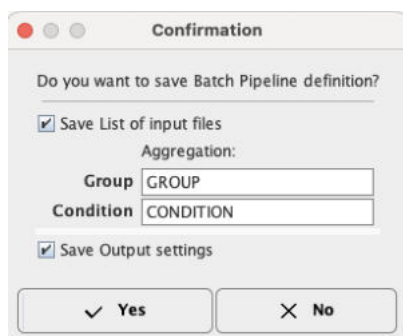 Confirmation
Do you want to save Batch Pipeline definition?
Save List of input files
Aggregation:
Group GROUP
Condition CONDITION
Save Output settings
Yes No